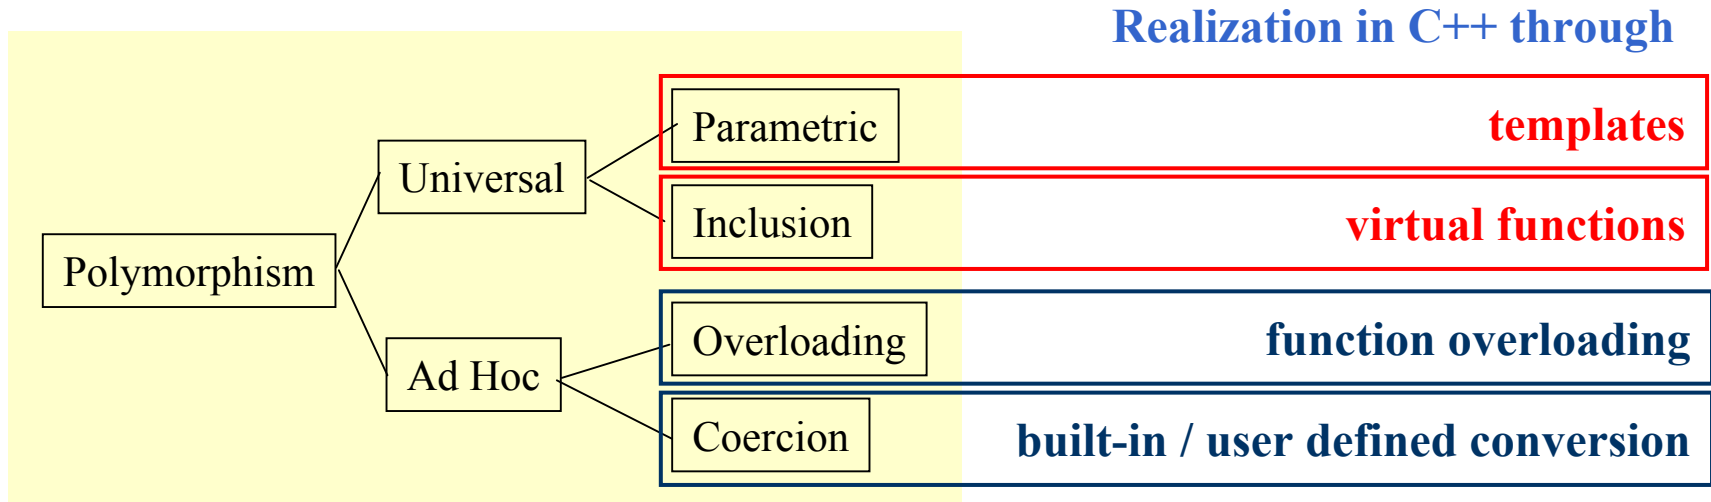 Realization in C++ through
Parametric
templates
Universal
Inclusion
virtual functions
Polymorphism
Overloading
function overloading
Ad Hoc
Coercion
built-in / user defined conversion